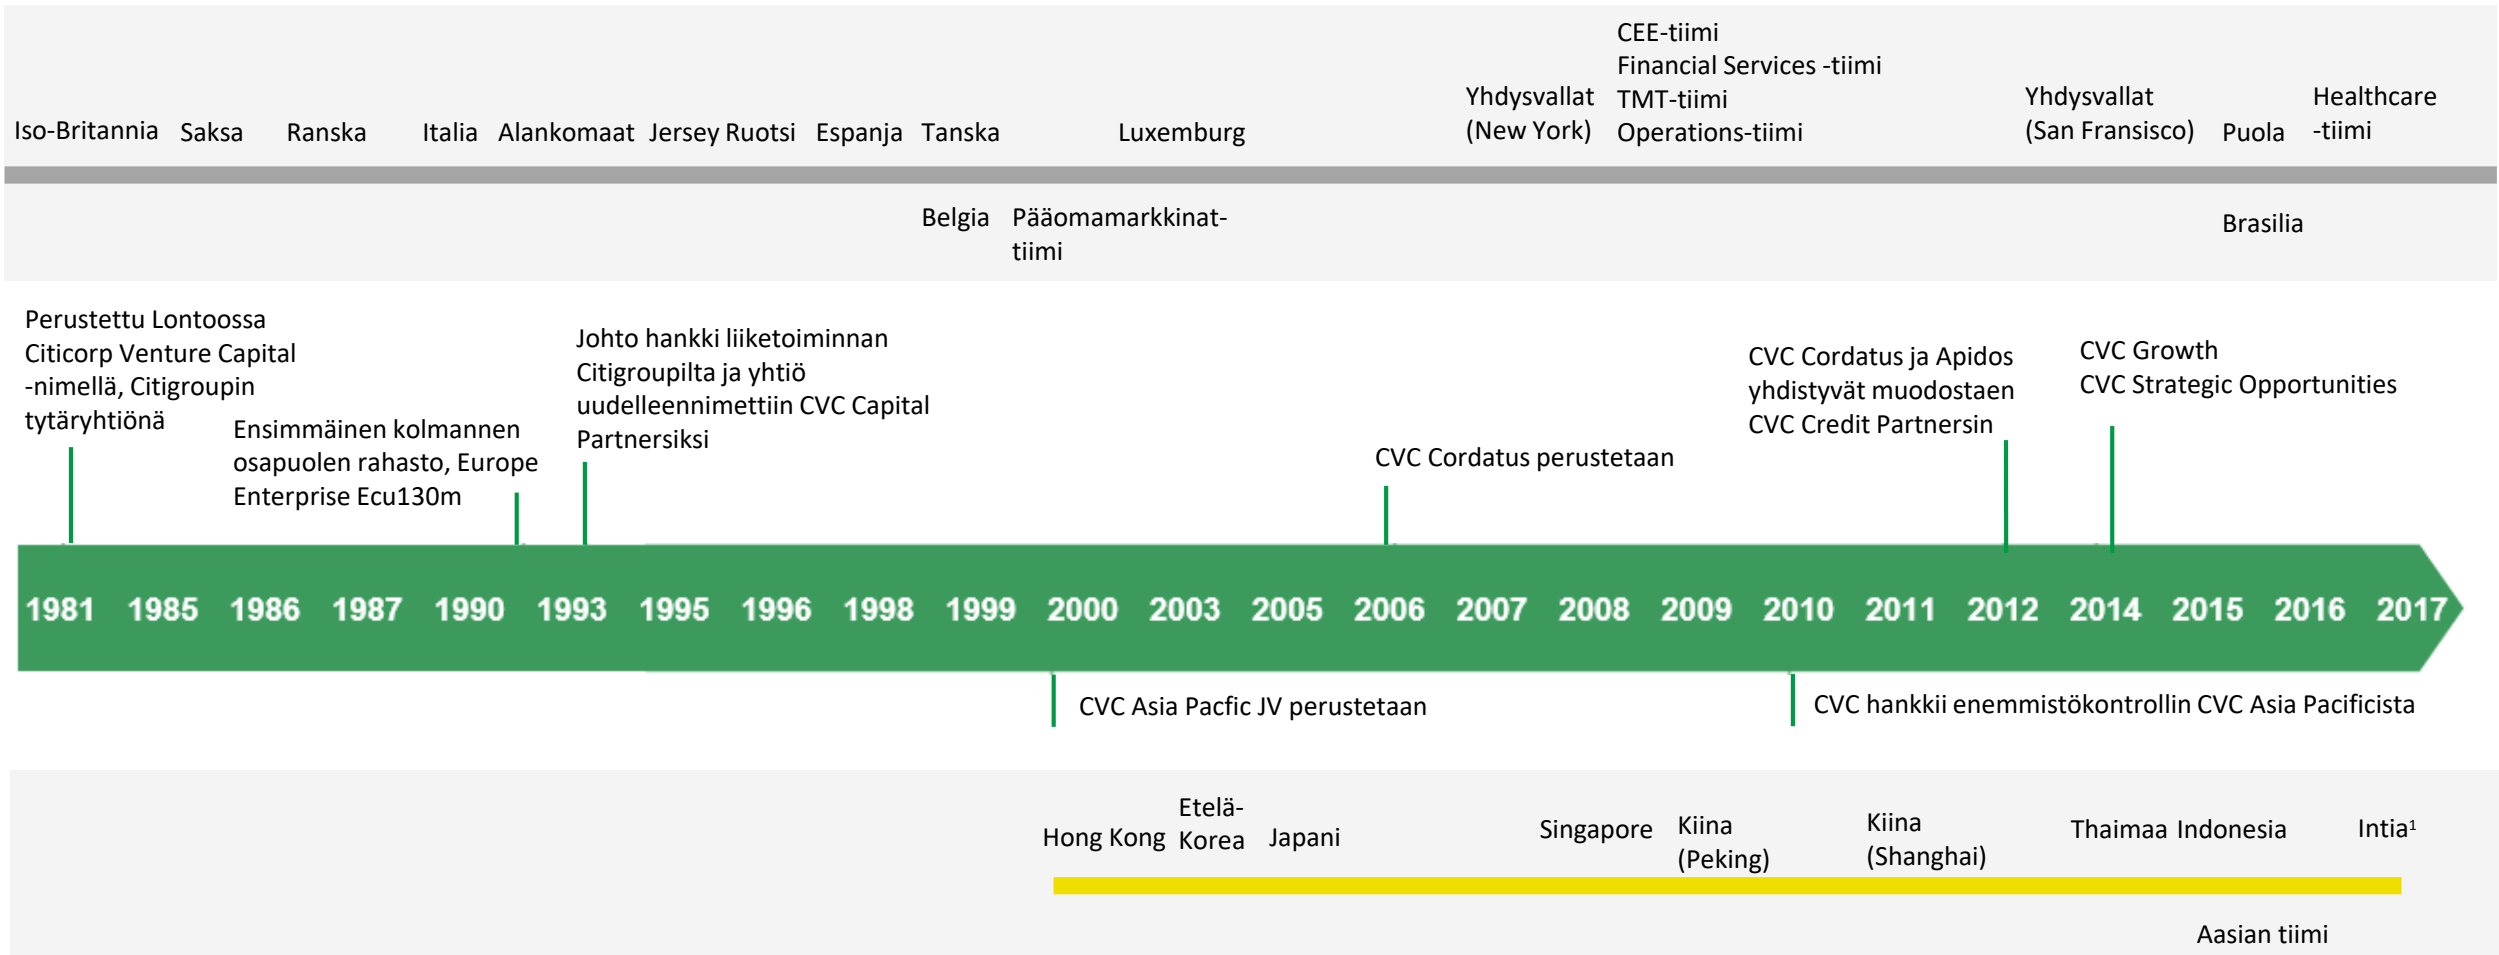 CEE-tiimi
Financial Services -tiimi
TMT-tiimi
Operations-tiimi
Iso-Britannia
Saksa
Ranska
Italia
Alankomaat
Jersey
Ruotsi
Espanja
Tanska
Luxemburg
Yhdysvallat
(New York)
Yhdysvallat
(San Fransisco)
Puola
Healthcare
-tiimi
Belgia
Pääomamarkkinat-
tiimi
Brasilia
Perustettu Lontoossa
Citicorp Venture Capital
-nimellä, Citigroupin
tytäryhtiönä
Ensimmäinen kolmannen
osapuolen rahasto, Europe
Enterprise Ecu130m
Johto hankki liiketoiminnan
Citigroupilta ja yhtiö
uudelleennimettiin CVC Capital
Partnersiksi
CVC Cordatus perustetaan
CVC Cordatus ja Apidos
yhdistyvät muodostaen
CVC Credit Partnersin
CVC Growth
CVC Strategic Opportunities
1981 1985 1986 1987 1990 1993 1995 1996 1998 1999 2000 2003 2005 2006 2007 2008 2009 2010 2011 2012 2014 2015 2016 2017
CVC Asia Pacfic JV perustetaan
CVC hankkii enemmistökontrollin CVC Asia Pacificista
Hong Kong
Etelä-
Korea
Japani
Singapore
Kiina
(Peking)
Kiina
(Shanghai)
Thaimaa
Indonesia
Intia¹
Aasian tiimi